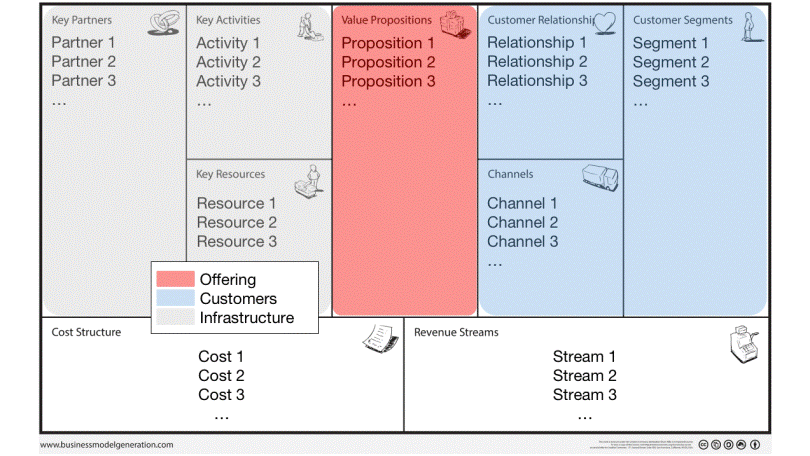 Key Partners
Partner 1
Partner 2
Partner 3
...
Key Activities
Activity 1
Activity 2
Activity 3
...
Key Resources
Resource 1
Resource 2
Resource 3
Value Propositions
Proposition 1
Proposition 2
Proposition 3
...
Customer Relationshi
Relationship 1
Relationship 2
Relationship 3
...
Channels
Channel 1
Channel 2
Channel 3
...
Customer Segments
Segment 1
Segment 2
Segment 3
...
Offering
Customers
Infrastructure
Cost Structure
Cost 1
Cost 2
Cost 3
...
Revenue Streams
Stream 1
Stream 2
Stream 3
...
www.businessmodelgeneration.com